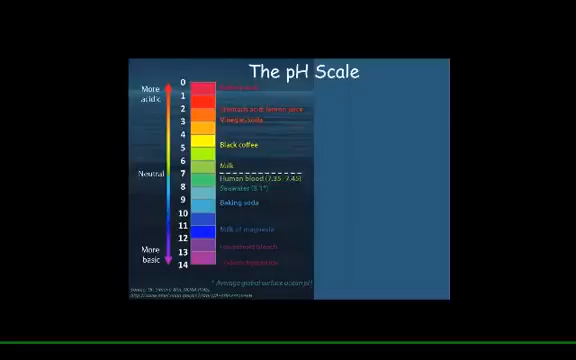 The pH Scale
More
acidic
Neutral
More
basic
0
1
2
3
4
5
6
7
8
9
10
11
12
13
14
Stomach acid, lemon juice
Vinegar, soda
Black coffee
Milk
Human blood (7.35 -7.45)
Seawater (8.1*)
Baking soda
Milk of magnesia
Household bleach
* Average global surface ocean pH